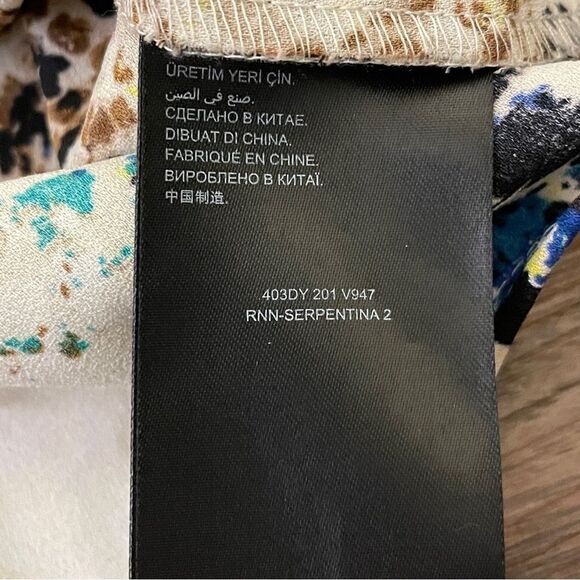 ÜRETİM YERİ ÇİN.
صنع في الصين.
СДЕЛАНО В КИТАЕ.
DIBUAT DI CHINA.
FABRIQUÉ EN CHINE.
ВИРОБЛЕНО В КИТАЇ.
中国制造.
403DY 201 V947
RNN-SERPENTINA 2